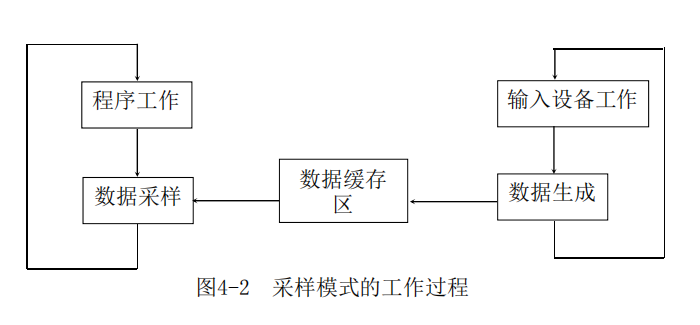 程序工作
输入设备工作
数据采样
数据缓存
区
数据生成
图4-2 采样模式的工作过程